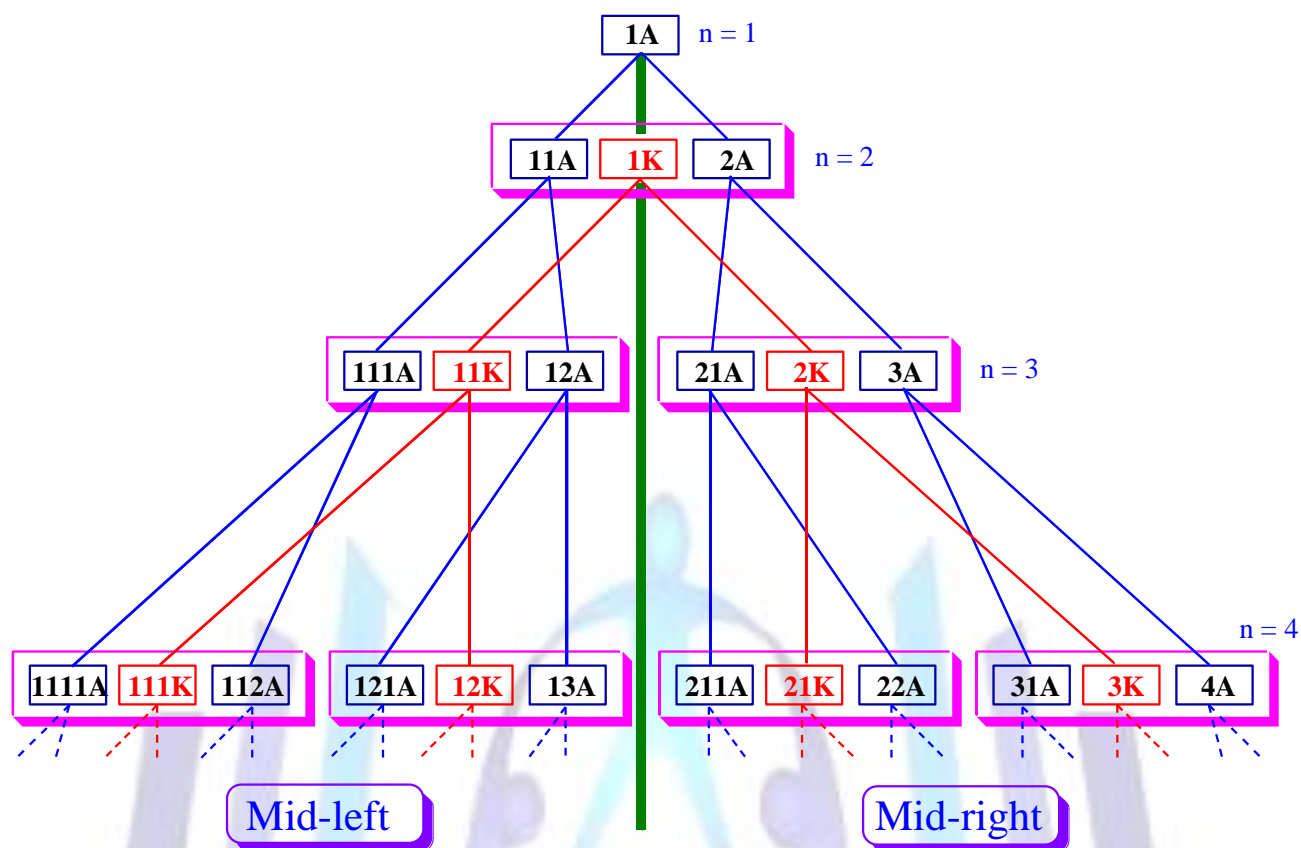 1A n = 1
11A 1K 2A n = 2
111A 11K 12A 21A 2K 3A n = 3
n = 4
1111A 111K 112A 121A 12K 13A 211A 21K 22A 31A 3K 4A
Mid-left Mid-right